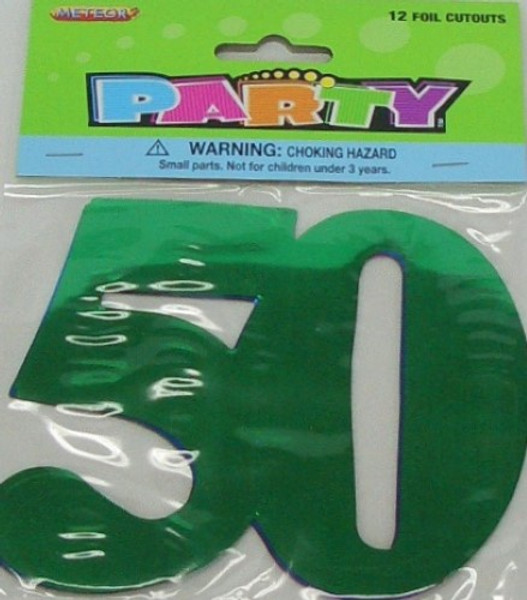 METEOR
12 FOIL CUTOUTS
PARTY
WARNING: CHOKING HAZARD
Small parts. Not for children under 3 years.
50